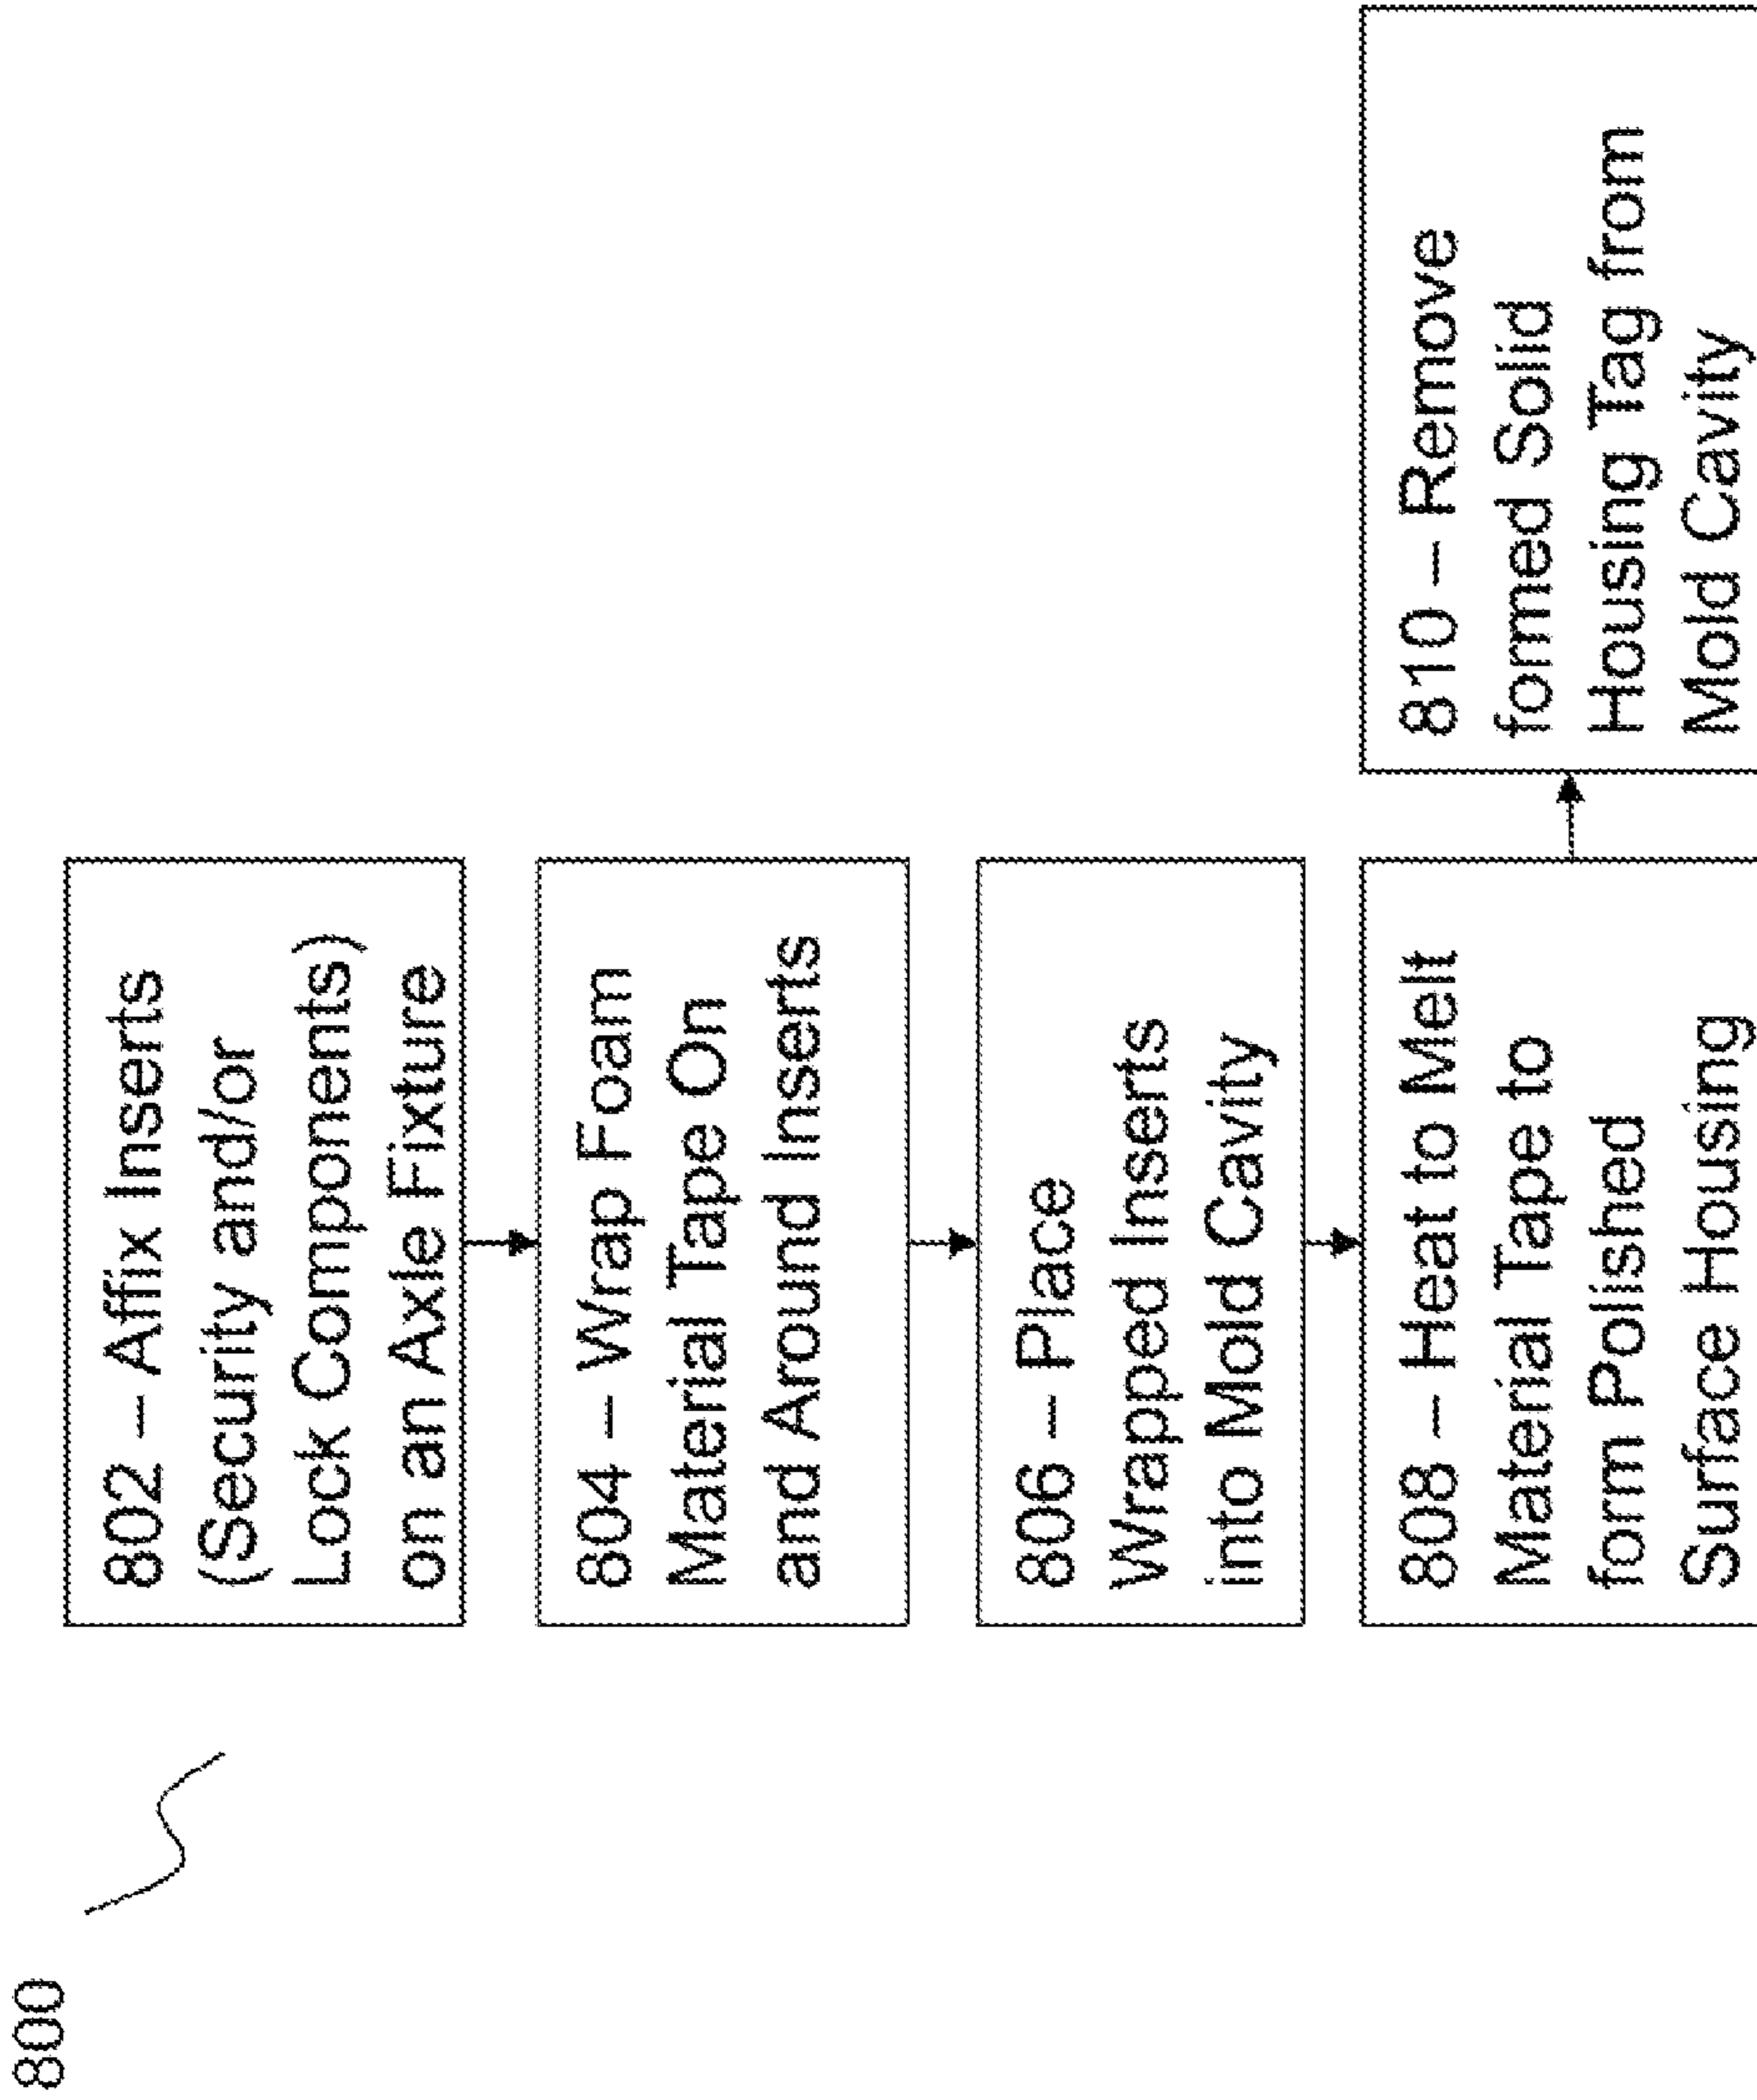 800
802 – Affix Inserts
(Security and/or
Lock Components)
on an Axle Fixture
804 – Wrap Foam
Material Tape On
and Around Inserts
806 – Place
Wrapped Inserts
into Mold Cavity
808 – Heat to Melt
Material Tape to
form Polished
Surface Housing
810 – Remove
formed Solid
Housing Tag from
Mold Cavity